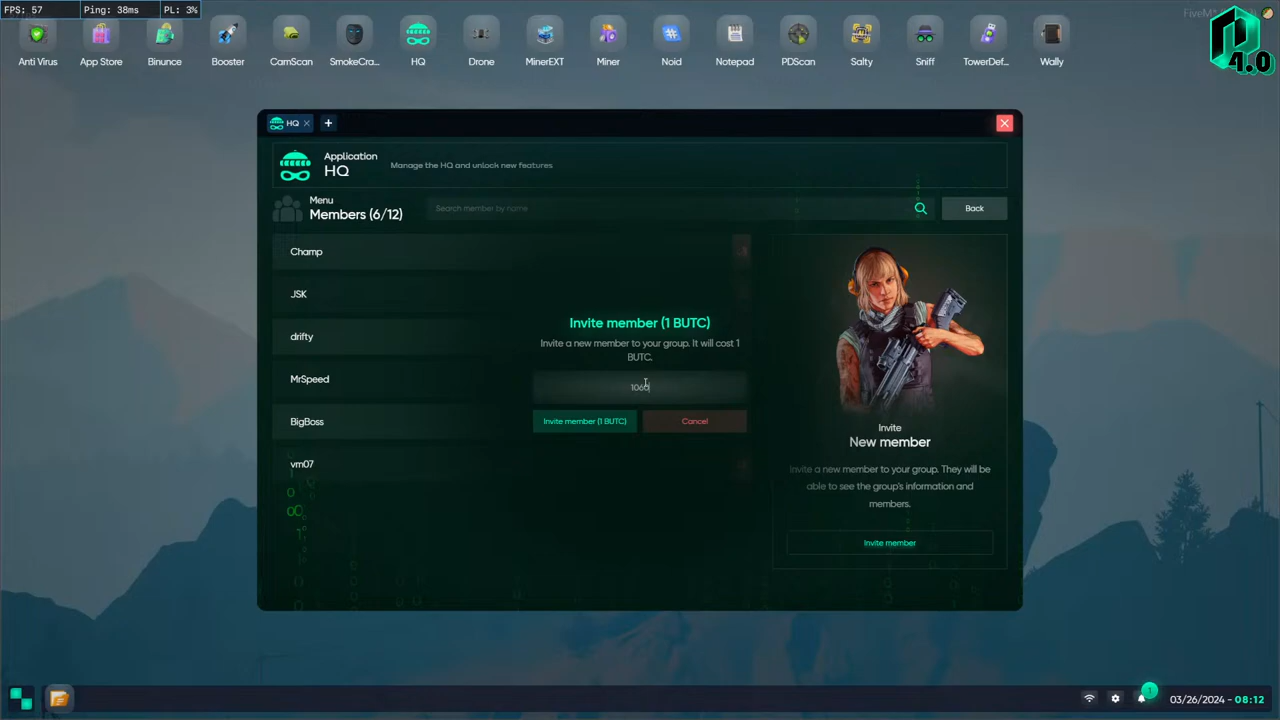 FPS: 57 Ping: 38ms PL: 3%
FiveM
4.0
Anti Virus App Store Binunce Booster CamScan SmokeCra... HQ Drone MinerEXT Miner Noid Notepad PDScan Salty Sniff TowerDef... Wally
HQ
Application
HQ
Manage the HQ and unlock new features
Menu
Members (6/12)
Search member by name
Back
Champ
JSK
drifty
MrSpeed
BigBoss
vm07
Invite member (1 BUTC)
Invite a new member to your group. It will cost 1
BUTC.
1060
Invite member (1 BUTC) Cancel
Invite
New member
Invite a new member to your group. They will be
able to see the group's information and
members.
Invite member
1
03/26/2024 - 08:12